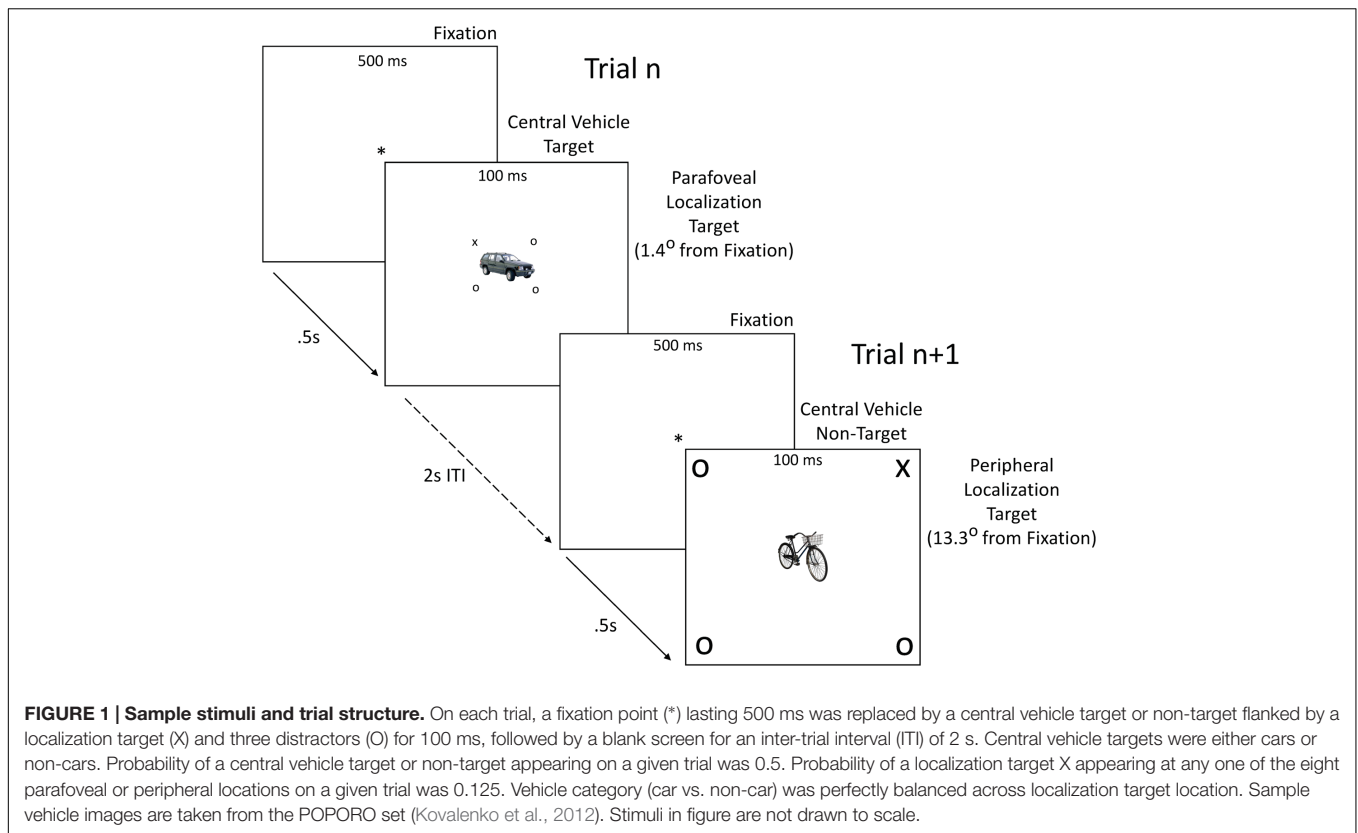 Fixation
500 ms
Trial n
*
Central Vehicle
Target
100 ms
x o
o o
Parafoveal
Localization
Target
(1.4o from Fixation)
.5s
Fixation
500 ms
Trial n+1
*
2s ITI
Central Vehicle
Non-Target
100 ms
O X
O O
Peripheral
Localization
Target
(13.3o from Fixation)
.5s
FIGURE 1 | Sample stimuli and trial structure. On each trial, a fixation point (*) lasting 500 ms was replaced by a central vehicle target or non-target flanked by a
localization target (X) and three distractors (O) for 100 ms, followed by a blank screen for an inter-trial interval (ITI) of 2 s. Central vehicle targets were either cars or
non-cars. Probability of a central vehicle target or non-target appearing on a given trial was 0.5. Probability of a localization target X appearing at any one of the eight
parafoveal or peripheral locations on a given trial was 0.125. Vehicle category (car vs. non-car) was perfectly balanced across localization target location. Sample
vehicle images are taken from the POPORO set (Kovalenko et al., 2012). Stimuli in figure are not drawn to scale.